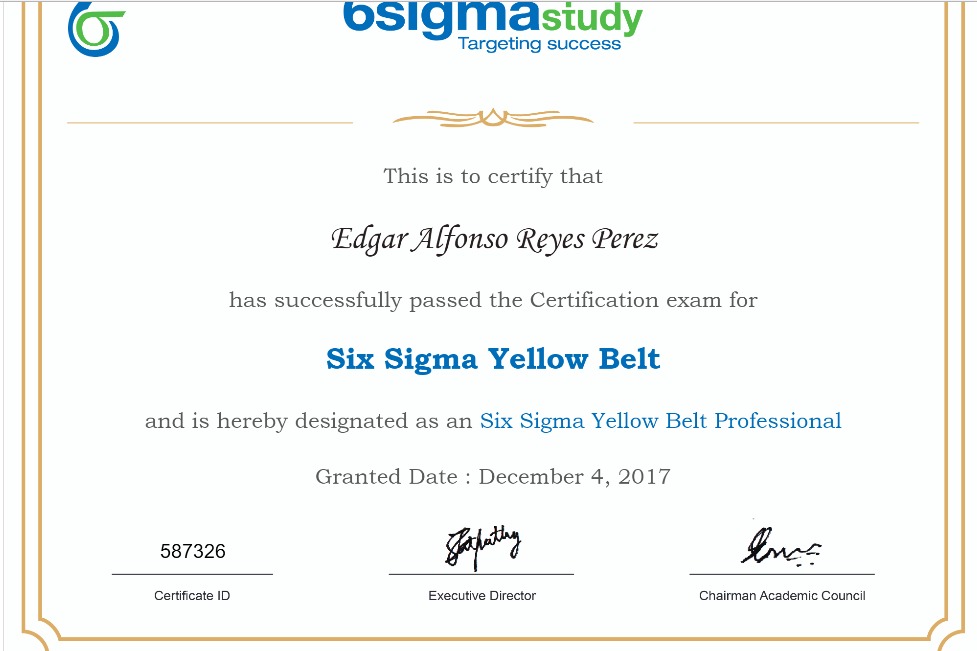 6sigmastudy
Targeting success
This is to certify that
Edgar Alfonso Reyes Perez
has successfully passed the Certification exam for
Six Sigma Yellow Belt
and is hereby designated as an Six Sigma Yellow Belt Professional
Granted Date : December 4, 2017
587326
Certificate ID
Executive Director
Chairman Academic Council